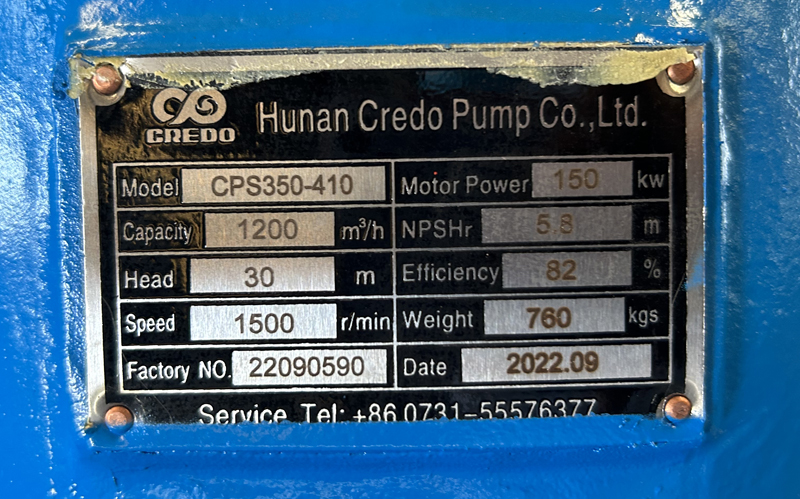 CREDO
Hunan Credo Pump Co.,Ltd.
Model CPS350-410 Motor Power 150 kw
Capacity 1200 m³/h NPSHr 5.8 m
Head 30 m Efficiency 82 %
Speed 1500 r/min Weight 760 kgs
Factory NO. 22090590 Date 2022.09
Service Tel: +86 0731-55576377